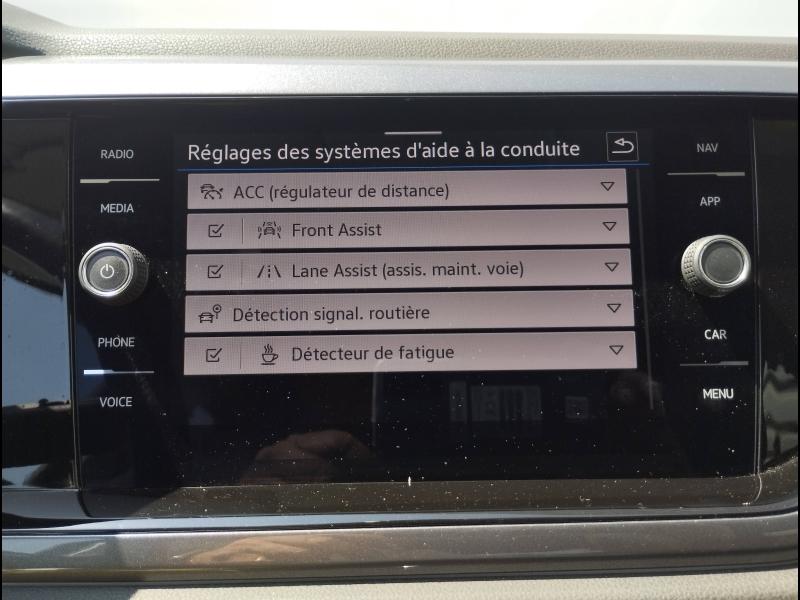 RADIO
MEDIA
PHONE
VOICE
Réglages des systèmes d'aide à la conduite
ACC (régulateur de distance)
Front Assist
Lane Assist (assis. maint. voie)
Détection signal. routière
Détecteur de fatigue
NAV
APP
CAR
MENU